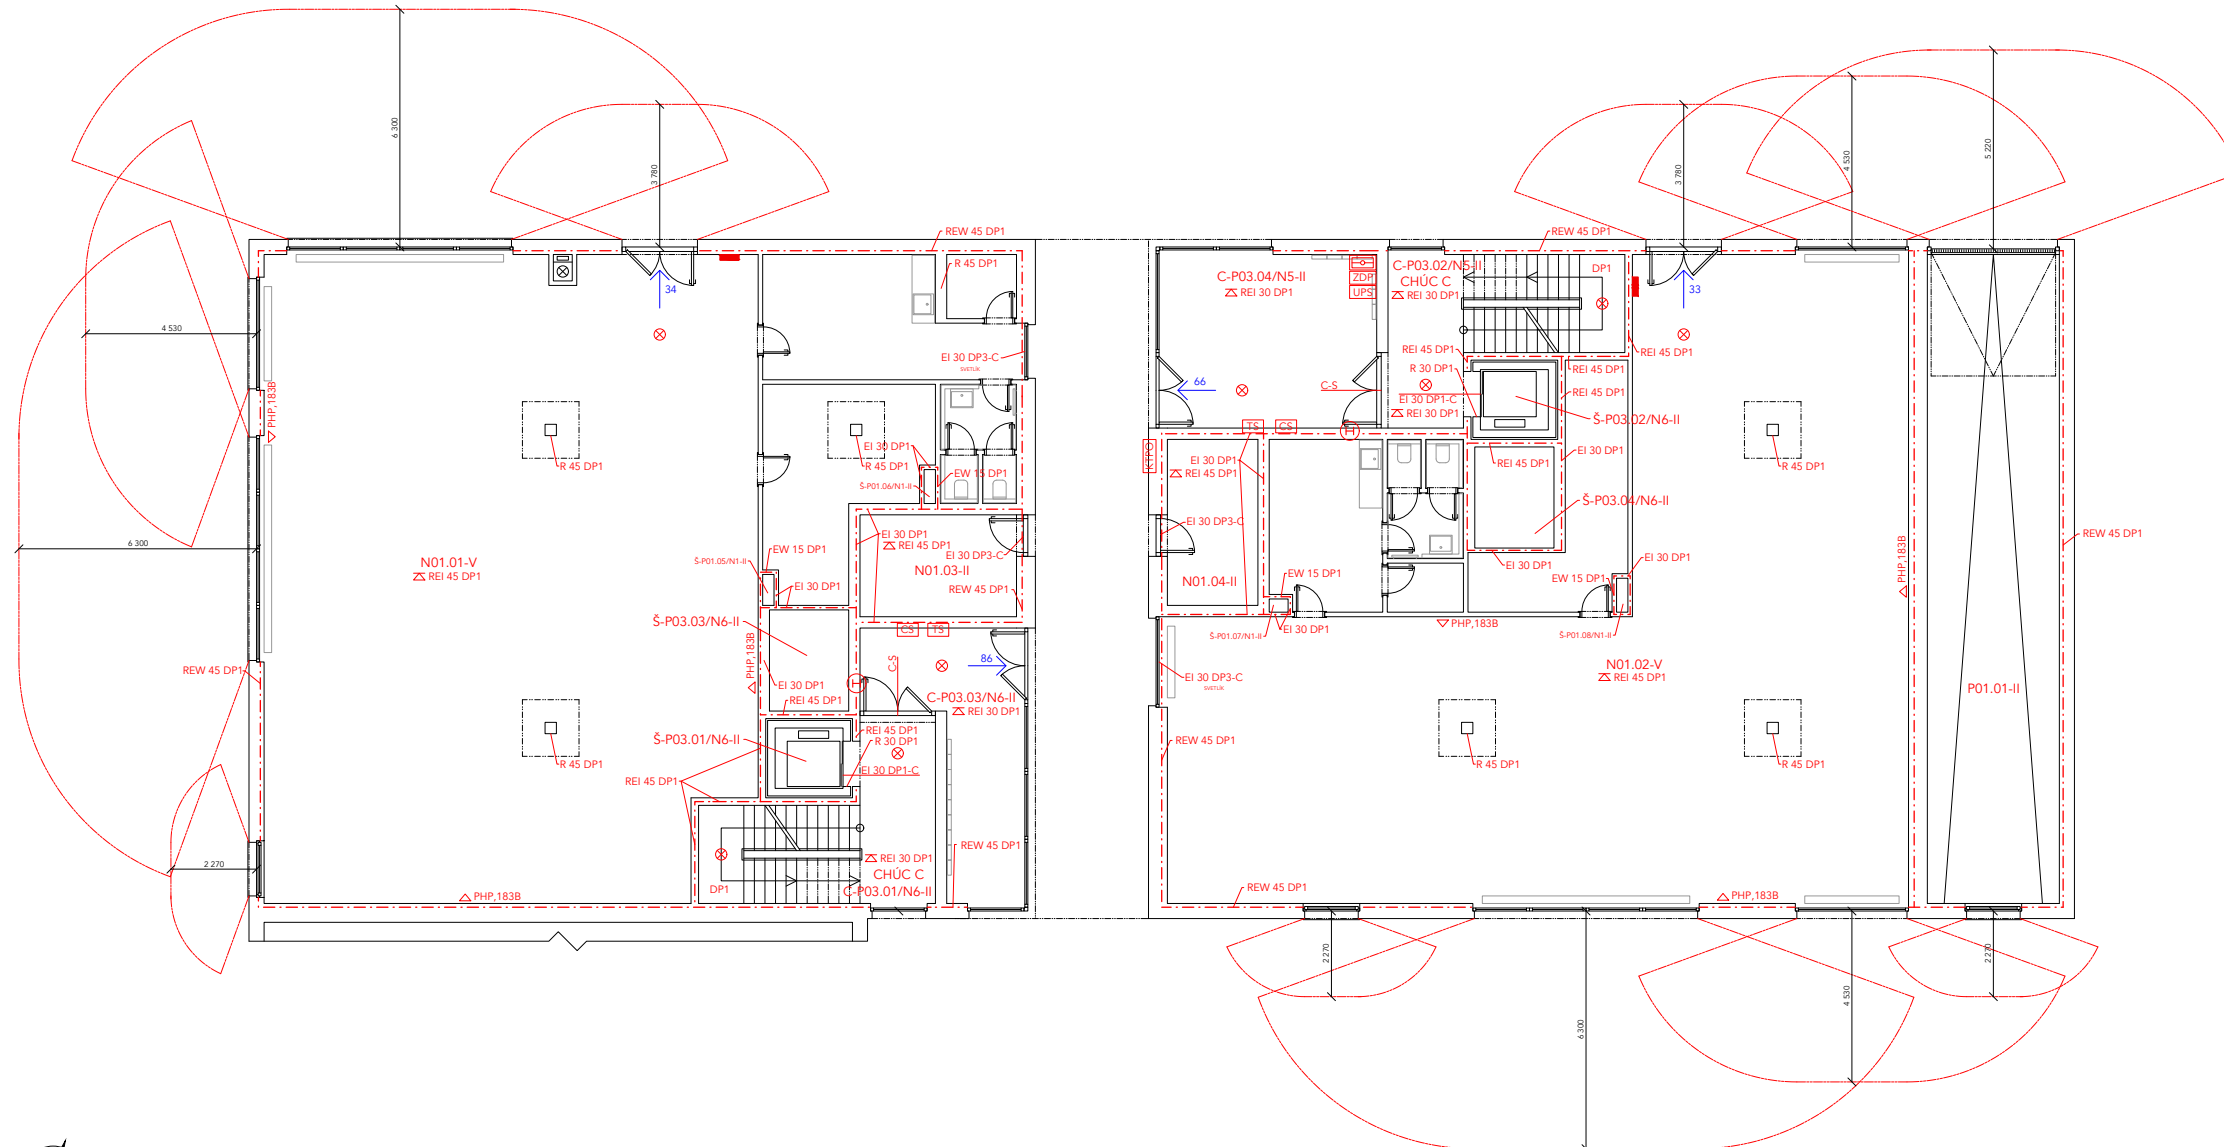 6 300
3 780
3 780
4 530
5 220
REW 45 DP1
REW 45 DP1
R 45 DP1
34
C-P03.04/N5-II
REI 30 DP1
ZDP
UPS
C-P03.02/N5-II
CHÚC C
REI 30 DP1
DP1
33
4 530
EI 30 DP3-C
SVETLÍK
REI 45 DP1
R 30 DP1
REI 45 DP1
REI 45 DP1
66
C-S
EI 30 DP1-C
REI 30 DP1
REI 45 DP1
PHP,183B
TS
CS
H
Š-P03.02/N6-II
R 45 DP1
EI 30 DP1
R 45 DP1
EW 15 DP1
Š-P01.06/N1-II
KTPO
EI 30 DP1
REI 45 DP1
REI 45 DP1
EI 30 DP1
R 45 DP1
Š-P03.04/N6-II
6 300
EI 30 DP1
REI 45 DP1
EI 30 DP3-C
EI 30 DP3-C
REW 45 DP1
N01.01-V
REI 45 DP1
EW 15 DP1
Š-P01.05/N1-II
N01.03-II
EI 30 DP1
REW 45 DP1
N01.04-II
EW 15 DP1
EI 30 DP1
EI 30 DP1
EW 15 DP1
PHP,183B
Š-P03.03/N6-II
CS
TS
EI 30 DP1
Š-P01.07/N1-II
PHP,183B
Š-P01.08/N1-II
REW 45 DP1
PHP,183B
C-S
86
EI 30 DP1
H
C-P03.03/N6-II
REI 30 DP1
REI 45 DP1
EI 30 DP3-C
SVETLÍK
N01.02-V
REI 45 DP1
P01.01-II
Š-P03.01/N6-II
REI 45 DP1
R 30 DP1
EI 30 DP1-C
REW 45 DP1
R 45 DP1
REI 45 DP1
R 45 DP1
R 45 DP1
REW 45 DP1
2 270
REI 30 DP1
CHÚC C
C-P03.01/N6-II
DP1
PHP,183B
REW 45 DP1
PHP,183B
2 270
6 300
4 530
2 270